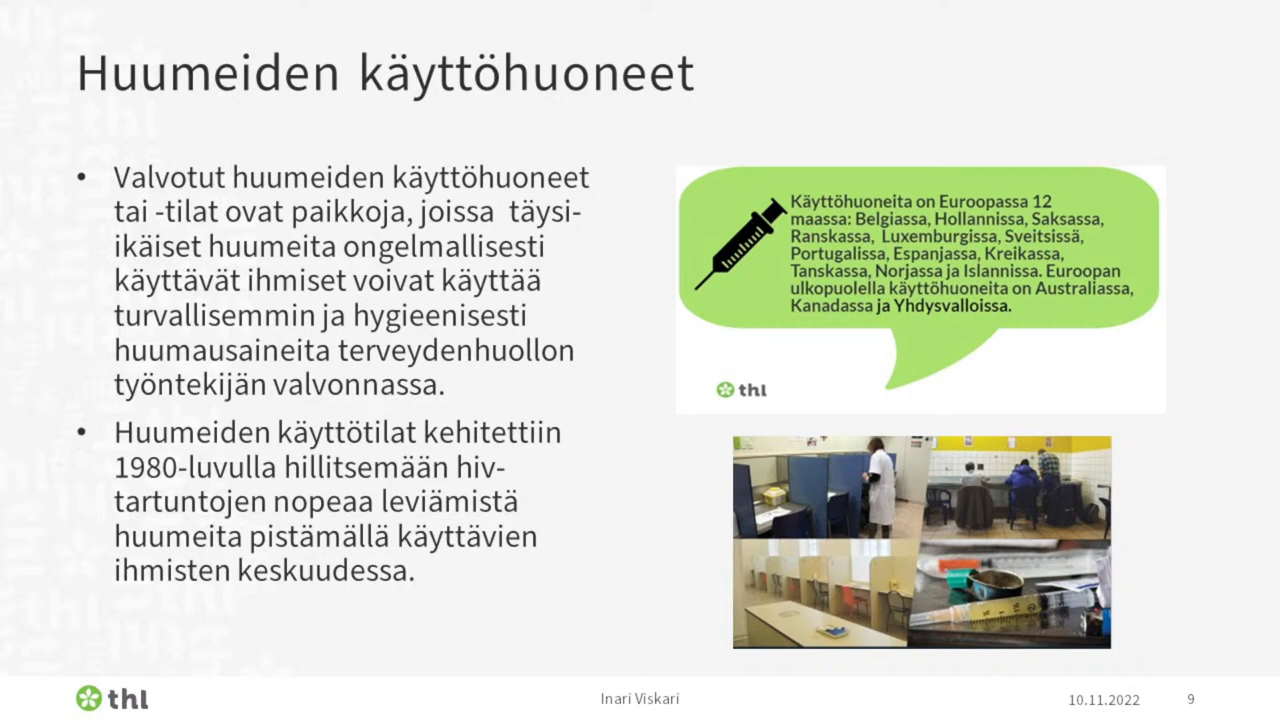 Huumeiden käyttöhuoneet
• Valvotut huumeiden käyttöhuoneet
tai -tilat ovat paikkoja, joissa täysi-
ikäiset huumeita ongelmallisesti
käyttävät ihmiset voivat käyttää
turvallisemmin ja hygieenisesti
huumausaineita terveydenhuollon
työntekijän valvonnassa.
• Huumeiden käyttötilat kehitettiin
1980-luvulla hillitsemään hiv-
tartuntojen nopeaa leviämistä
huumeita pistämällä käyttävien
ihmisten keskuudessa.
Käyttöhuoneita on Euroopassa 12
maassa: Belgiassa, Hollannissa, Saksassa,
Ranskassa, Luxemburgissa, Sveitsissä,
Portugalissa, Espanjassa, Kreikassa,
Tanskassa, Norjassa ja Islannissa. Euroopan
ulkopuolella käyttöhuoneita on Australiassa,
Kanadassa ja Yhdysvalloissa.
thl
thl
Inari Viskari
10.11.2022
9